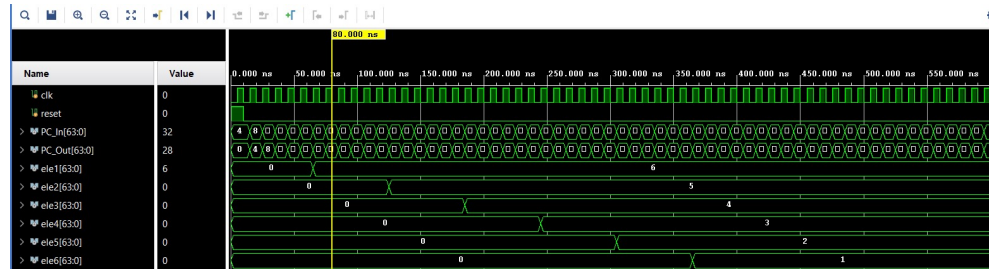 80.000 ns
Name Value 0.000 ns 50.000 ns 100.000 ns 150.000 ns 200.000 ns 250.000 ns 300.000 ns 350.000 ns 400.000 ns 450.000 ns 500.000 ns 550.000 ns
clk 0
reset 0
PC_In[63:0] 32 4 8
PC_Out[63:0] 28 0 4 8
ele1[63:0] 6 0 6
ele2[63:0] 0 0 5
ele3[63:0] 0 0 4
ele4[63:0] 0 0 3
ele5[63:0] 0 0 2
ele6[63:0] 0 0 1